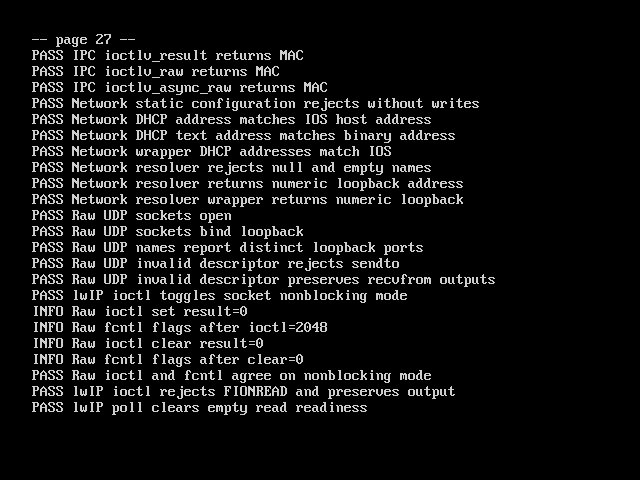 -- page 27 --
PASS IPC ioctlv_result returns MAC
PASS IPC ioctlv_raw returns MAC
PASS IPC ioctlv_async_raw returns MAC
PASS Network static configuration rejects without writes
PASS Network DHCP address matches IOS host address
PASS Network DHCP text address matches binary address
PASS Network wrapper DHCP addresses match IOS
PASS Network resolver rejects null and empty names
PASS Network resolver returns numeric loopback address
PASS Network resolver wrapper returns numeric loopback
PASS Raw UDP sockets open
PASS Raw UDP sockets bind loopback
PASS Raw UDP names report distinct loopback ports
PASS Raw UDP invalid descriptor rejects sendto
PASS Raw UDP invalid descriptor preserves recvfrom outputs
PASS lwIP ioctl toggles socket nonblocking mode
INFO Raw ioctl set result=0
INFO Raw fcntl flags after ioctl=2048
INFO Raw ioctl clear result=0
INFO Raw fcntl flags after clear=0
PASS Raw ioctl and fcntl agree on nonblocking mode
PASS lwIP ioctl rejects FIONREAD and preserves output
PASS lwIP poll clears empty read readiness